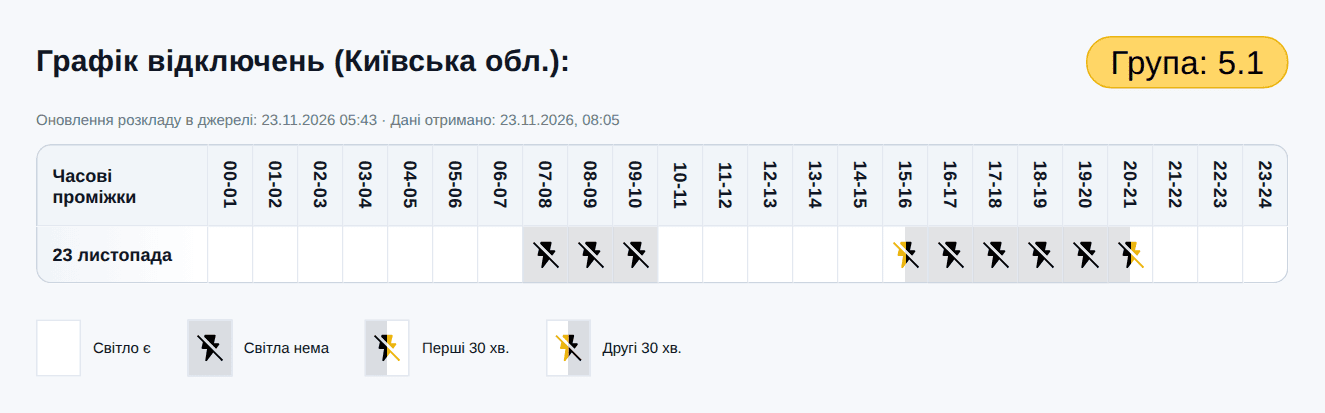 Графік відключень (Київська обл.):
Група: 5.1
Оновлення розкладу в джерелі: 23.11.2026 05:43 · Дані отримано: 23.11.2026, 08:05
Часові
проміжки
00-01
01-02
02-03
03-04
04-05
05-06
06-07
07-08
08-09
09-10
10-11
11-12
12-13
13-14
14-15
15-16
16-17
17-18
18-19
19-20
20-21
21-22
22-23
23-24
23 листопада
Світло є
Світла нема
Перші 30 хв.
Другі 30 хв.